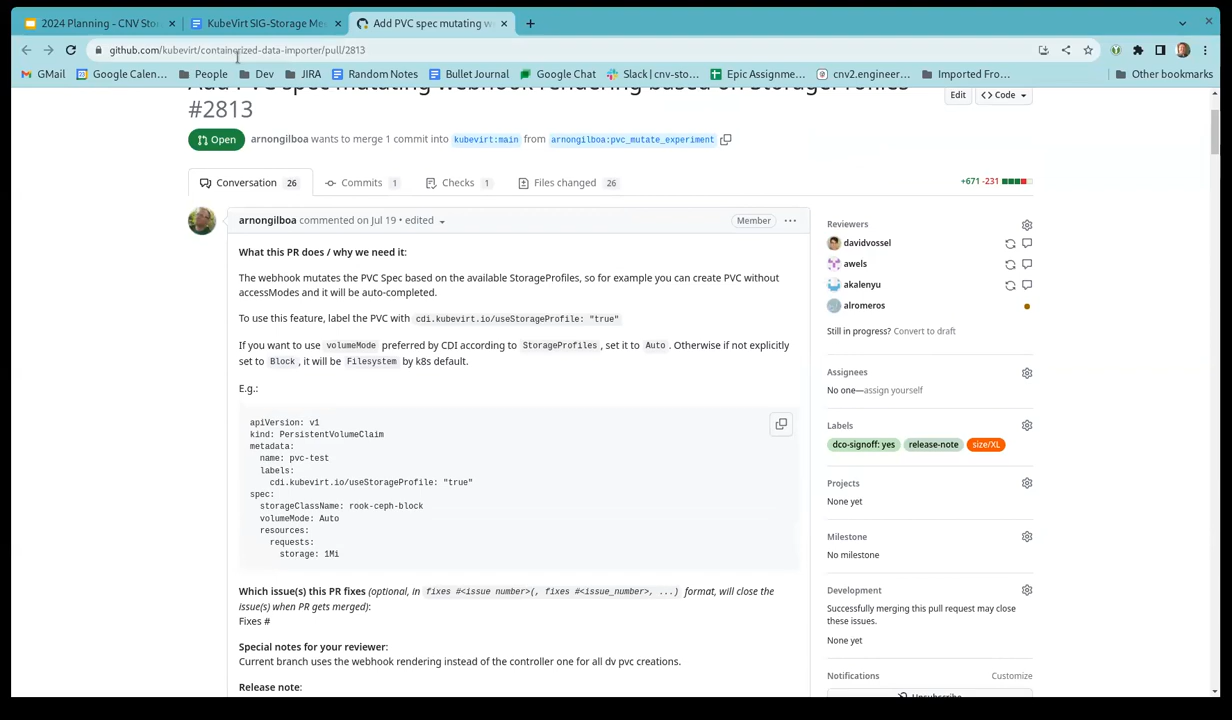 2024 Planning - CNV Sto
KubeVirt SIG-Storage Me
Add PVC spec mutating w
github.com/kubevirt/containerized-data-importer/pull/2813
GMail
Google Calen...
People
Dev
JIRA
Random Notes
Bullet Journal
Google Chat
Slack | cnv-sto...
Epic Assignme...
cnv2.engineer...
Imported Fro...
Other bookmarks
Add PVC spec mutating webhook rendering based on StorageProfiles
#2813
Edit
<> Code
Open
arnongilboa wants to merge 1 commit into kubevirt:main from arnongilboa:pvc_mutate_experiment
Conversation 26
Commits 1
Checks 1
Files changed 26
+671 -231
arnongilboa commented on Jul 19 • edited
Member
What this PR does / why we need it:
The webhook mutates the PVC Spec based on the available StorageProfiles, so for example you can create PVC without
accessModes and it will be auto-completed.
To use this feature, label the PVC with cdi.kubevirt.io/useStorageProfile: "true"
If you want to use volumeMode preferred by CDI according to StorageProfiles, set it to Auto. Otherwise if not explicitly
set to Block, it will be Filesystem by k8s default.
E.g.:
apiVersion: v1
kind: PersistentVolumeClaim
metadata:
name: pvc-test
labels:
cdi.kubevirt.io/useStorageProfile: "true"
spec:
storageClassName: rook-ceph-block
volumeMode: Auto
resources:
requests:
storage: 1Mi
Which issue(s) this PR fixes (optional, in fixes #<issue number>(, fixes #<issue_number>, ...) format, will close the
issue(s) when PR gets merged):
Fixes #
Special notes for your reviewer:
Current branch uses the webhook rendering instead of the controller one for all dv pvc creations.
Release note:
Reviewers
davidvossel
awels
akalenyu
alromeros
Still in progress? Convert to draft
Assignees
No one—assign yourself
Labels
dco-signoff: yes
release-note
size/XL
Projects
None yet
Milestone
No milestone
Development
Successfully merging this pull request may close
these issues.
None yet
Notifications
Customize
Unsubscribe